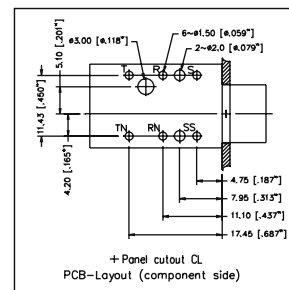 ø3.00 [ø.118"]
6-ø1.50 [ø.059"]
2-ø2.0 [ø.079"]
T R S
5.10 [.201"]
11.43 [.450"]
4.20 [.165"]
TN RN SS
4.75 [.187"]
7.95 [.313"]
11.10 [.437"]
17.45 [.687"]
+ Panel cutout CL
PCB-Layout (component side)